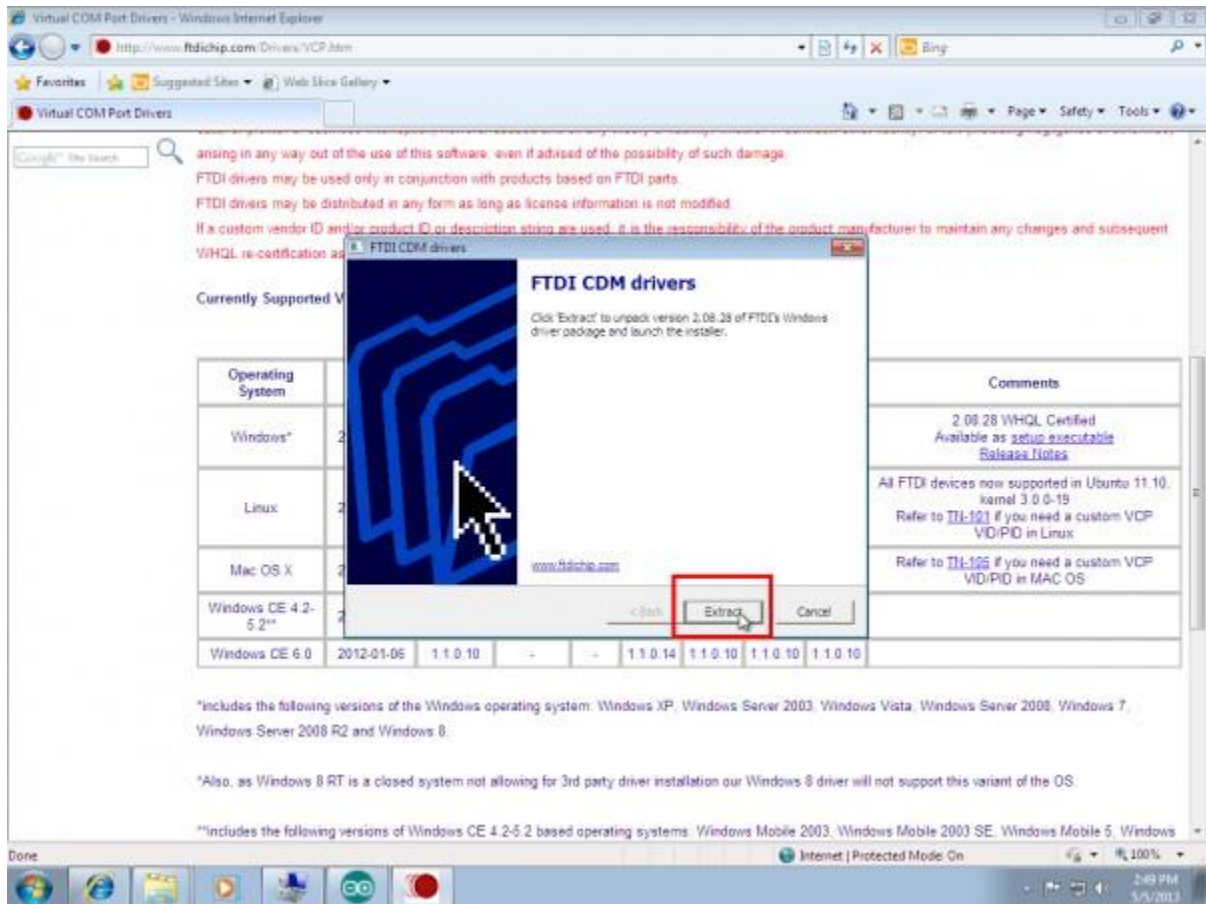 Virtual COM Port Drivers - Windows Internet Explorer
http://www.ftdichip.com/Drivers/VCP.htm
Bing
Favorites
Suggested Sites
Web Slice Gallery
Virtual COM Port Drivers
Page Safety Tools
Site Search
arising in any way out of the use of this software, even if advised of the possibility of such damage.
FTDI drivers may be used only in conjunction with products based on FTDI parts.
FTDI drivers may be distributed in any form as long as license information is not modified.
If a custom vendor ID and/or product ID or description string are used, it is the responsibility of the product manufacturer to maintain any changes and subsequent
WHQL re-certification as
Currently Supported V
FTDI CDM drivers
FTDI CDM drivers
Click 'Extract' to unpack version 2.08.28 of FTDI's Windows
driver package and launch the installer.
www.ftdichip.com
< Back
Extract
Cancel
Operating
System
Comments
Windows*
2
2.08.28 WHQL Certified
Available as setup executable
Release Notes
Linux
2
All FTDI devices now supported in Ubuntu 11.10,
kernel 3.0.0-19
Refer to TN-101 if you need a custom VCP
VID/PID in Linux
Mac OS X
2
Refer to TN-105 if you need a custom VCP
VID/PID in MAC OS
Windows CE 4.2-
5.2**
2
Windows CE 6.0 2012-01-06 1.1.0.10 - - 1.1.0.14 1.1.0.10 1.1.0.10 1.1.0.10
*includes the following versions of the Windows operating system: Windows XP, Windows Server 2003, Windows Vista, Windows Server 2008, Windows 7,
Windows Server 2008 R2 and Windows 8.
*Also, as Windows 8 RT is a closed system not allowing for 3rd party driver installation our Windows 8 driver will not support this variant of the OS.
**includes the following versions of Windows CE 4.2-5.2 based operating systems: Windows Mobile 2003, Windows Mobile 2003 SE, Windows Mobile 5, Windows
Done
Internet | Protected Mode: On
100%
2:49 PM
5/5/2013